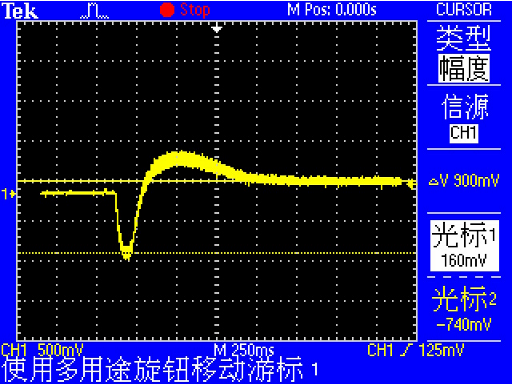 Tek Stop M Pos: 0.000s CURSOR
类型
幅度
信源
CH1
1
△V 900mV
光标1
160mV
光标2
-740mV
CH1 500mV M 250ms CH1 125mV
使用多用途旋钮移动游标 1